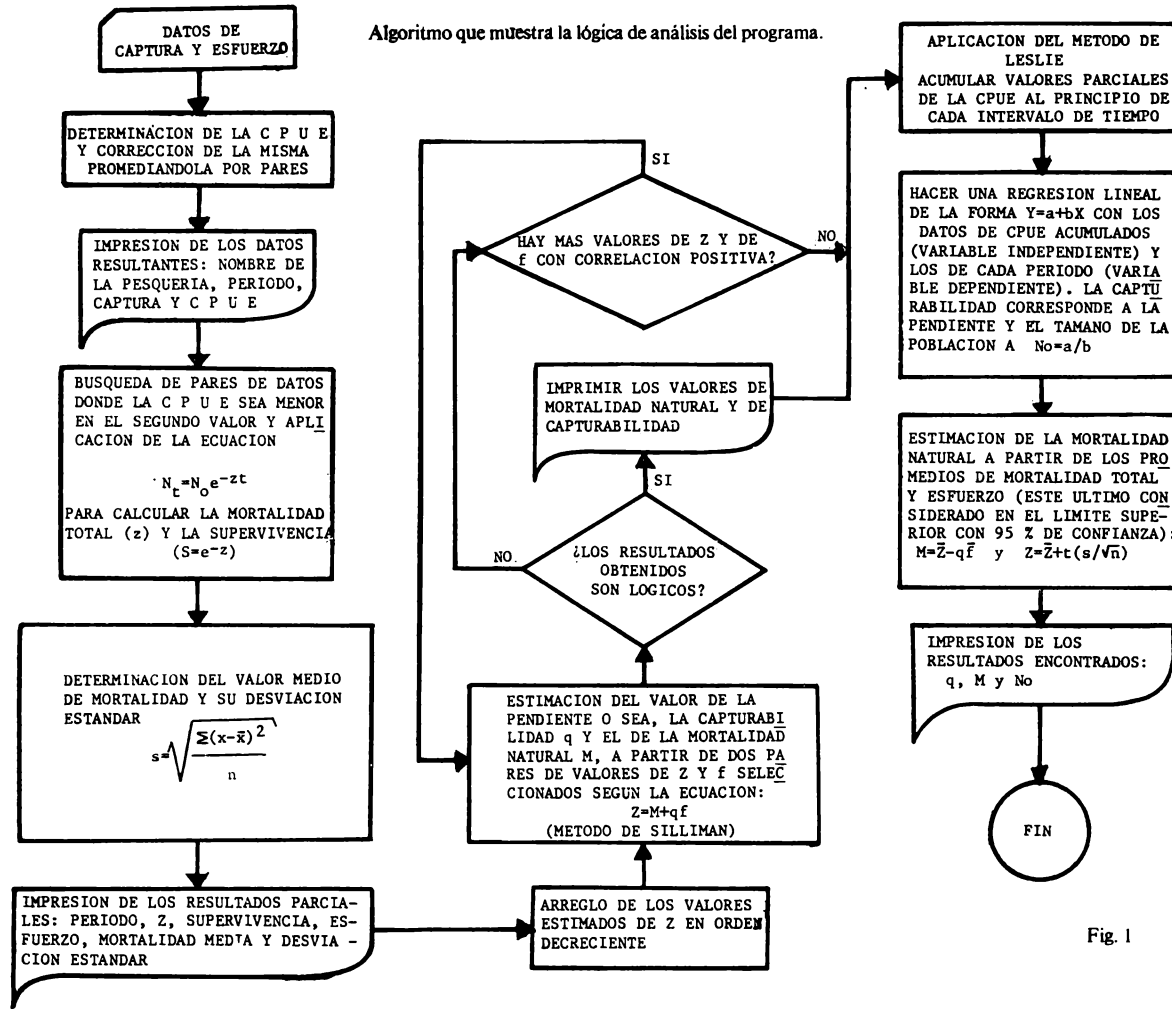 Algoritmo que muestra la lógica de análisis del programa.
DATOS DE
CAPTURA Y ESFUERZO
DETERMINACION DE LA C P U E
Y CORRECCION DE LA MISMA
PROMEDIANDOLA POR PARES
IMPRESION DE LOS DATOS
RESULTANTES: NOMBRE DE
LA PESQUERIA, PERIODO,
CAPTURA Y C P U E
BUSQUEDA DE PARES DE DATOS
DONDE LA C P U E SEA MENOR
EN EL SEGUNDO VALOR Y APLI
CACION DE LA ECUACION
N_t=N_o e^-zt
PARA CALCULAR LA MORTALIDAD
TOTAL (z) Y LA SUPERVIVENCIA
(S=e^-z)
DETERMINACION DEL VALOR MEDIO
DE MORTALIDAD Y SU DESVIACION
ESTANDAR
s=√(Σ(x-x̄)²/n)
IMPRESION DE LOS RESULTADOS PARCIA-
LES: PERIODO, Z, SUPERVIVENCIA, ES-
FUERZO, MORTALIDAD MEDIA Y DESVIA -
CION ESTANDAR
ARREGLO DE LOS VALORES
ESTIMADOS DE Z EN ORDEN
DECRECIENTE
ESTIMACION DEL VALOR DE LA
PENDIENTE O SEA, LA CAPTURABI
LIDAD q Y EL DE LA MORTALIDAD
NATURAL M, A PARTIR DE DOS PA
RES DE VALORES DE Z Y f SELEC
CIONADOS SEGUN LA ECUACION:
Z=M+qf
(METODO DE SILLIMAN)
¿LOS RESULTADOS
OBTENIDOS
SON LOGICOS?
NO
SI
IMPRIMIR LOS VALORES DE
MORTALIDAD NATURAL Y DE
CAPTURABILIDAD
HAY MAS VALORES DE Z Y DE
f CON CORRELACION POSITIVA?
SI
NO
APLICACION DEL METODO DE
LESLIE
ACUMULAR VALORES PARCIALES
DE LA CPUE AL PRINCIPIO DE
CADA INTERVALO DE TIEMPO
HACER UNA REGRESION LINEAL
DE LA FORMA Y=a+bX CON LOS
DATOS DE CPUE ACUMULADOS
(VARIABLE INDEPENDIENTE) Y
LOS DE CADA PERIODO (VARIA
BLE DEPENDIENTE). LA CAPTU
RABILIDAD CORRESPONDE A LA
PENDIENTE Y EL TAMANO DE LA
POBLACION A No=a/b
ESTIMACION DE LA MORTALIDAD
NATURAL A PARTIR DE LOS PRO
MEDIOS DE MORTALIDAD TOTAL
Y ESFUERZO (ESTE ULTIMO CON
SIDERADO EN EL LIMITE SUPE-
RIOR CON 95 % DE CONFIANZA):
M=Z̄-qf̄ y Z=Z̄+t(s/√n)
IMPRESION DE LOS
RESULTADOS ENCONTRADOS:
q, M y No
FIN
Fig. 1